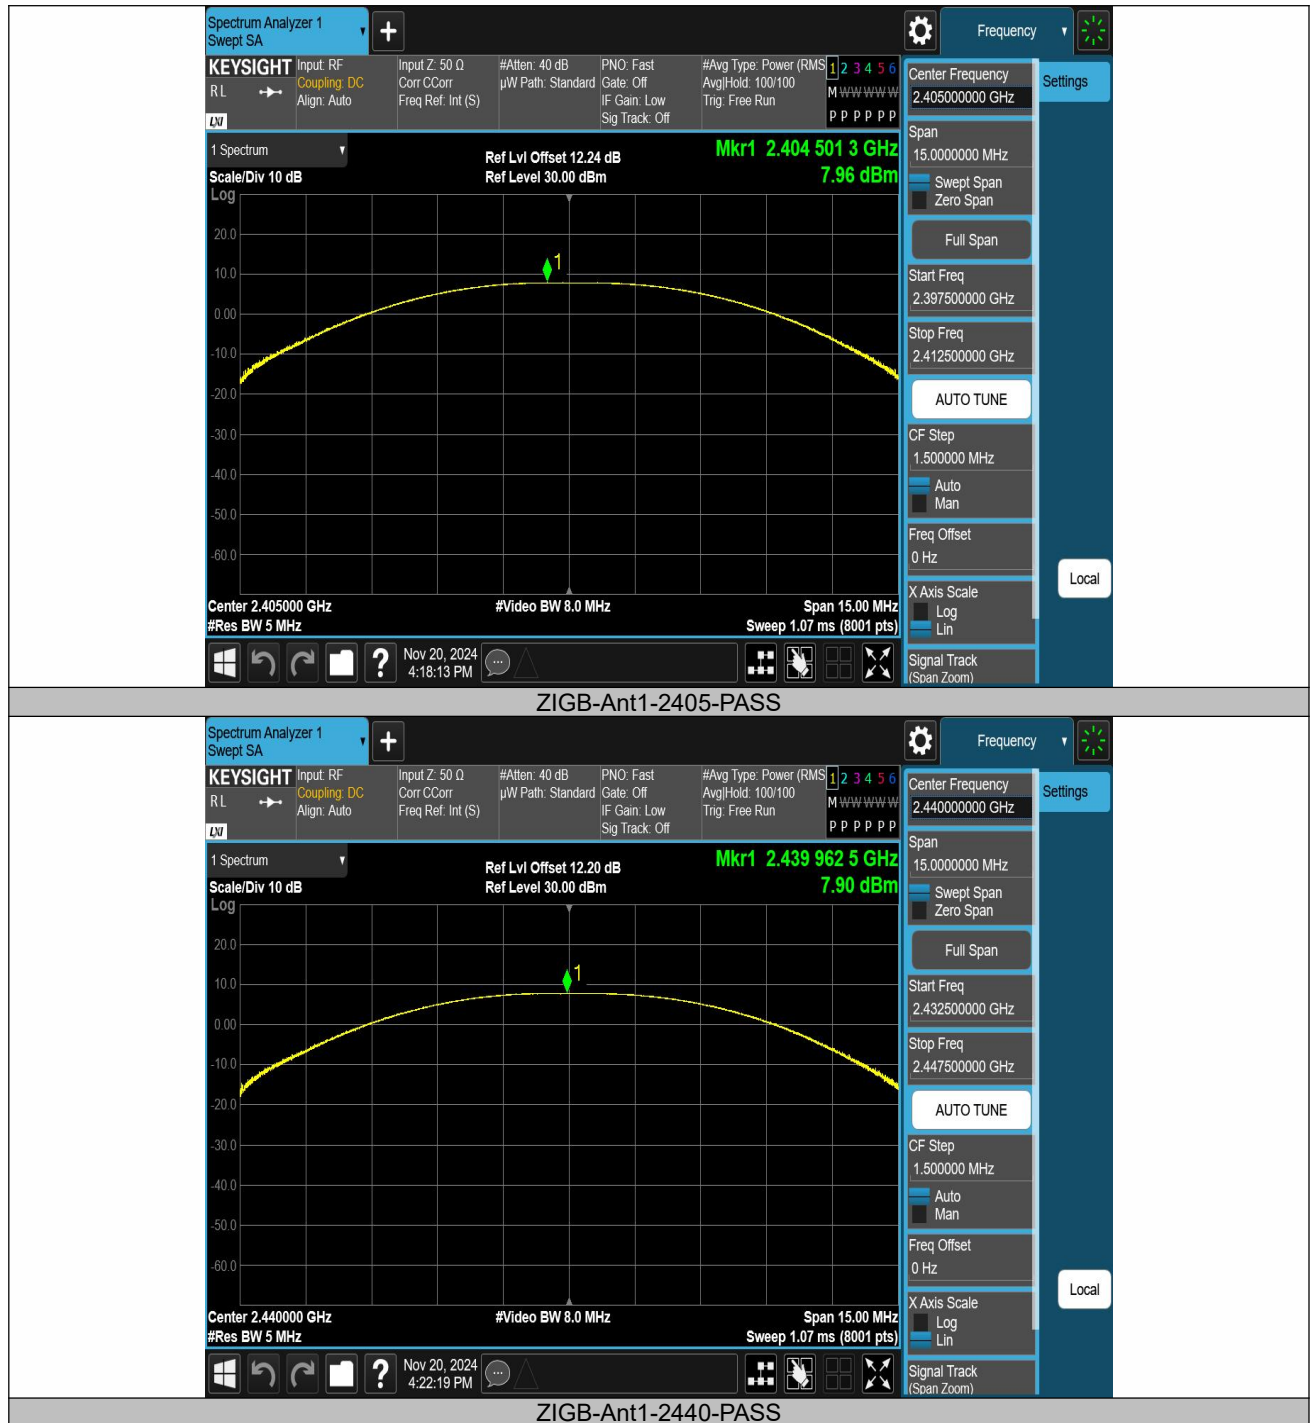 Spectrum Analyzer 1
Swept SA
Frequency
KEYSIGHT
RL
LXI
Input: RF
Coupling: DC
Align: Auto
Input Z: 50 Ω
Corr CCorr
Freq Ref: Int (S)
#Atten: 40 dB
µW Path: Standard
PNO: Fast
Gate: Off
IF Gain: Low
Sig Track: Off
#Avg Type: Power (RMS
Avg|Hold: 100/100
Trig: Free Run
1 2 3 4 5 6
M W W W W W
P P P P P P
1 Spectrum
Scale/Div 10 dB
Log
Ref Lvl Offset 12.24 dB
Ref Level 30.00 dBm
Mkr1 2.404 501 3 GHz
7.96 dBm
1
20.0
10.0
0.00
-10.0
-20.0
-30.0
-40.0
-50.0
-60.0
Center 2.405000 GHz
#Video BW 8.0 MHz
Span 15.00 MHz
#Res BW 5 MHz
Sweep 1.07 ms (8001 pts)
Nov 20, 2024
4:18:13 PM
Center Frequency
2.405000000 GHz
Settings
Span
15.0000000 MHz
Swept Span
Zero Span
Full Span
Start Freq
2.397500000 GHz
Stop Freq
2.412500000 GHz
AUTO TUNE
CF Step
1.500000 MHz
Auto
Man
Freq Offset
0 Hz
Local
X Axis Scale
Log
Lin
Signal Track
(Span Zoom)
ZIGB-Ant1-2405-PASS
Spectrum Analyzer 1
Swept SA
Frequency
KEYSIGHT
RL
LXI
Input: RF
Coupling: DC
Align: Auto
Input Z: 50 Ω
Corr CCorr
Freq Ref: Int (S)
#Atten: 40 dB
µW Path: Standard
PNO: Fast
Gate: Off
IF Gain: Low
Sig Track: Off
#Avg Type: Power (RMS
Avg|Hold: 100/100
Trig: Free Run
1 2 3 4 5 6
M W W W W W
P P P P P P
1 Spectrum
Scale/Div 10 dB
Log
Ref Lvl Offset 12.20 dB
Ref Level 30.00 dBm
Mkr1 2.439 962 5 GHz
7.90 dBm
1
20.0
10.0
0.00
-10.0
-20.0
-30.0
-40.0
-50.0
-60.0
Center 2.440000 GHz
#Video BW 8.0 MHz
Span 15.00 MHz
#Res BW 5 MHz
Sweep 1.07 ms (8001 pts)
Nov 20, 2024
4:22:19 PM
Center Frequency
2.440000000 GHz
Settings
Span
15.0000000 MHz
Swept Span
Zero Span
Full Span
Start Freq
2.432500000 GHz
Stop Freq
2.447500000 GHz
AUTO TUNE
CF Step
1.500000 MHz
Auto
Man
Freq Offset
0 Hz
Local
X Axis Scale
Log
Lin
Signal Track
(Span Zoom)
ZIGB-Ant1-2440-PASS